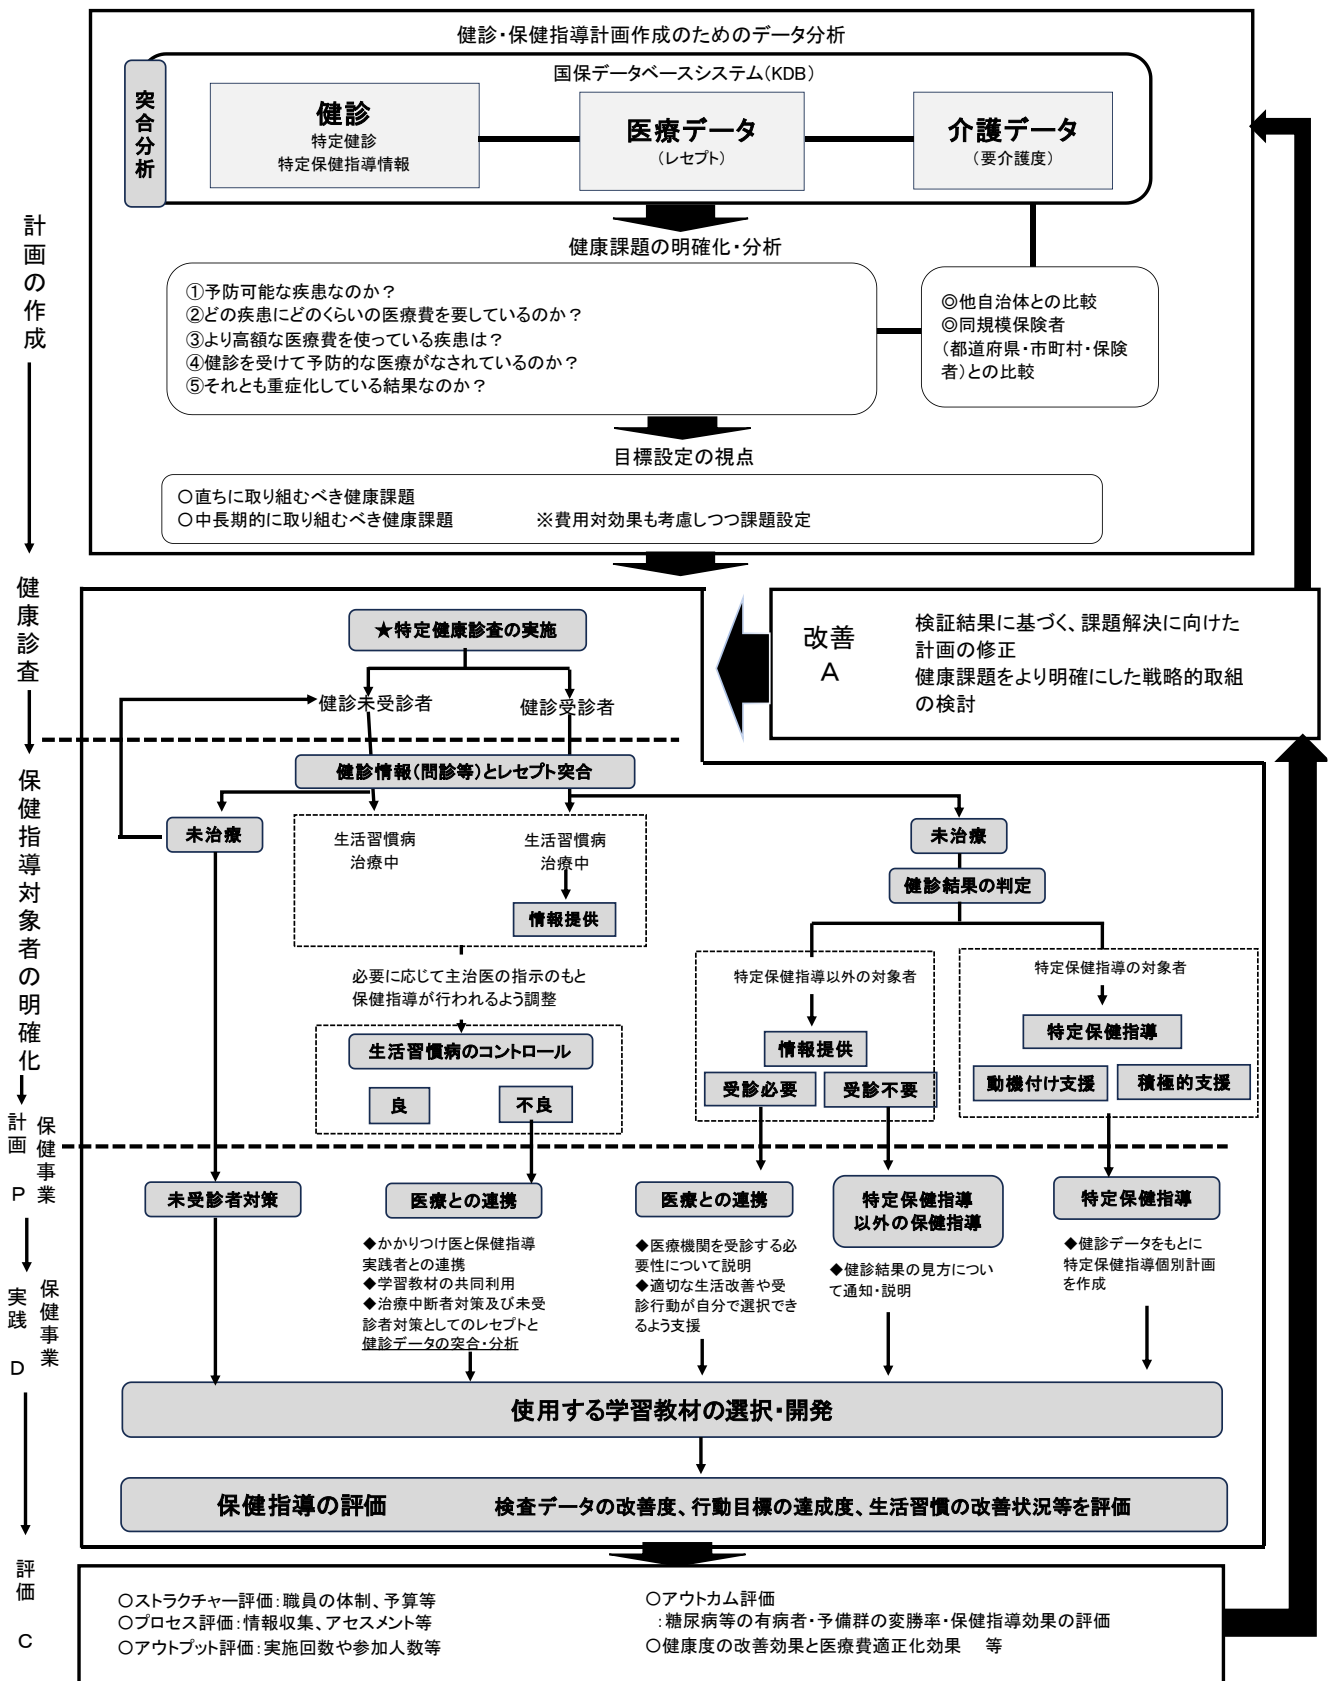 健診・保健指導計画作成のためのデータ分析
国保データベースシステム（KDB）
突合分析
健診
特定健診
特定保健指導情報
医療データ
（レセプト）
介護データ
（要介護度）
計画の作成
健康課題の明確化・分析
①予防可能な疾患なのか？
②どの疾患にどのくらいの医療費を要しているのか？
③より高額な医療費を使っている疾患は？
④健診を受けて予防的な医療がなされているのか？
⑤それとも重症化している結果なのか？
◎他自治体との比較
◎同規模保険者
（都道府県・市町村・保険
者）との比較
目標設定の視点
○直ちに取り組むべき健康課題
○中長期的に取り組むべき健康課題
※費用対効果も考慮しつつ課題設定
健康診査
★特定健康診査の実施
健診未受診者
健診受診者
改善
A
検証結果に基づく、課題解決に向けた
計画の修正
健康課題をより明確にした戦略的取組
の検討
保健指導対象者の明確化
健診情報（問診等）とレセプト突合
未治療
生活習慣病
治療中
生活習慣病
治療中
情報提供
未治療
健診結果の判定
必要に応じて主治医の指示のもと
保健指導が行われるよう調整
生活習慣病のコントロール
良
不良
特定保健指導以外の対象者
情報提供
受診必要
受診不要
特定保健指導の対象者
特定保健指導
動機付け支援
積極的支援
計画 P
保健事業
未受診者対策
医療との連携
◆かかりつけ医と保健指導
実践者との連携
◆学習教材の共同利用
◆治療中断者対策及び未受
診者対策としてのレセプトと
健診データの突合・分析
医療との連携
◆医療機関を受診する必
要性について説明
◆適切な生活改善や受
診行動が自分で選択でき
るよう支援
特定保健指導
以外の保健指導
◆健診結果の見方につい
て通知・説明
特定保健指導
◆健診データをもとに
特定保健指導個別計画
を作成
実践 D
保健事業
使用する学習教材の選択・開発
保健指導の評価
検査データの改善度、行動目標の達成度、生活習慣の改善状況等を評価
評価 C
○ストラクチャー評価：職員の体制、予算等
○プロセス評価：情報収集、アセスメント等
○アウトプット評価：実施回数や参加人数等
○アウトカム評価
：糖尿病等の有病者・予備群の変勝率・保健指導効果の評価
○健康度の改善効果と医療費適正化効果　等